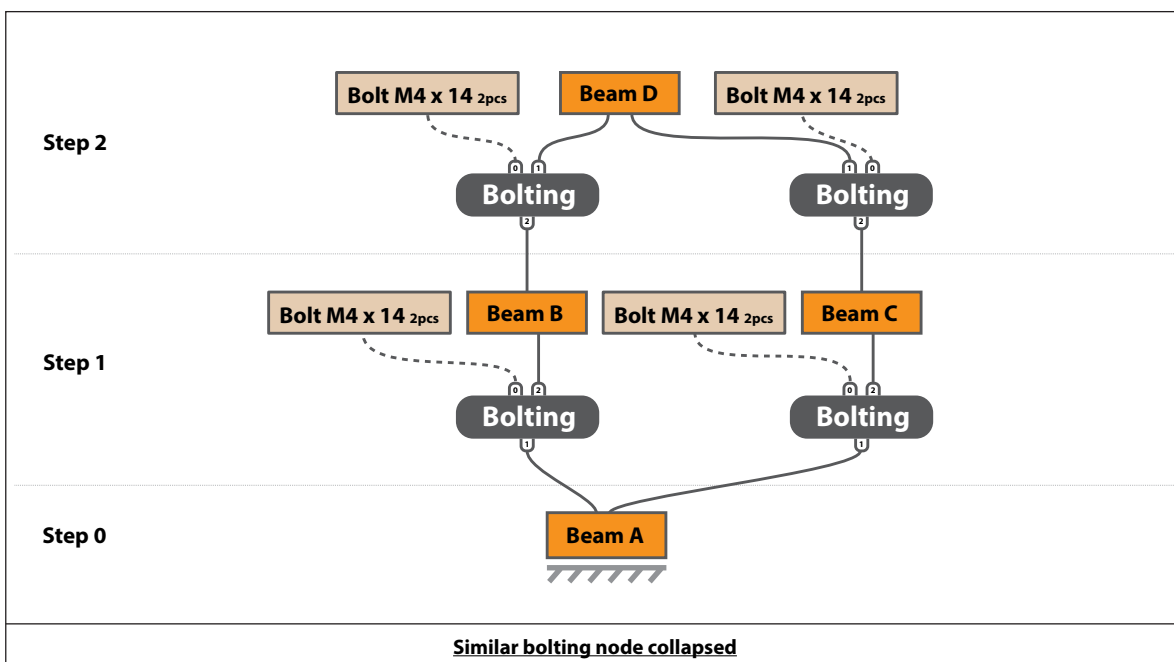 Bolt M4 x 14 2pcs
Beam D
Bolt M4 x 14 2pcs
Step 2
0
1
1
0
Bolting
Bolting
2
2
Bolt M4 x 14 2pcs
Beam B
Bolt M4 x 14 2pcs
Beam C
Step 1
0
2
0
2
Bolting
Bolting
1
1
Step 0
Beam A
Similar bolting node collapsed